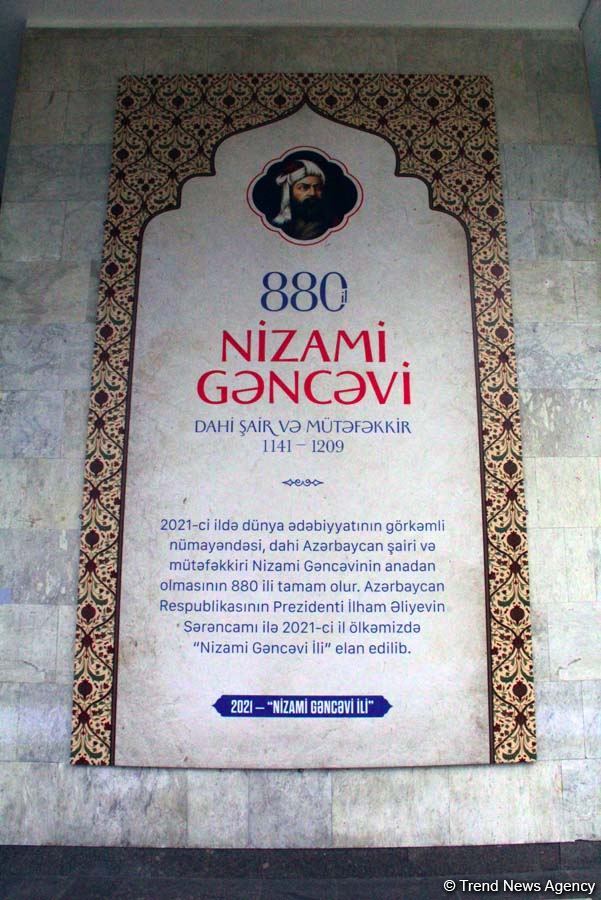 880 il
NİZAMİ
GƏNCƏVİ
DAHİ ŞAİR VƏ MÜTƏFƏKKİR
1141 – 1209
2021-ci ildə dünya ədəbiyyatının görkəmli
nümayəndəsi, dahi Azərbaycan şairi və
mütəfəkkiri Nizami Gəncəvinin anadan
olmasının 880 ili tamam olur. Azərbaycan
Respublikasının Prezidenti İlham Əliyevin
Sərəncamı ilə 2021-ci il ölkəmizdə
“Nizami Gəncəvi İli” elan edilib.
2021 – “NİZAMİ GƏNCƏVİ İLİ”
© Trend News Agency